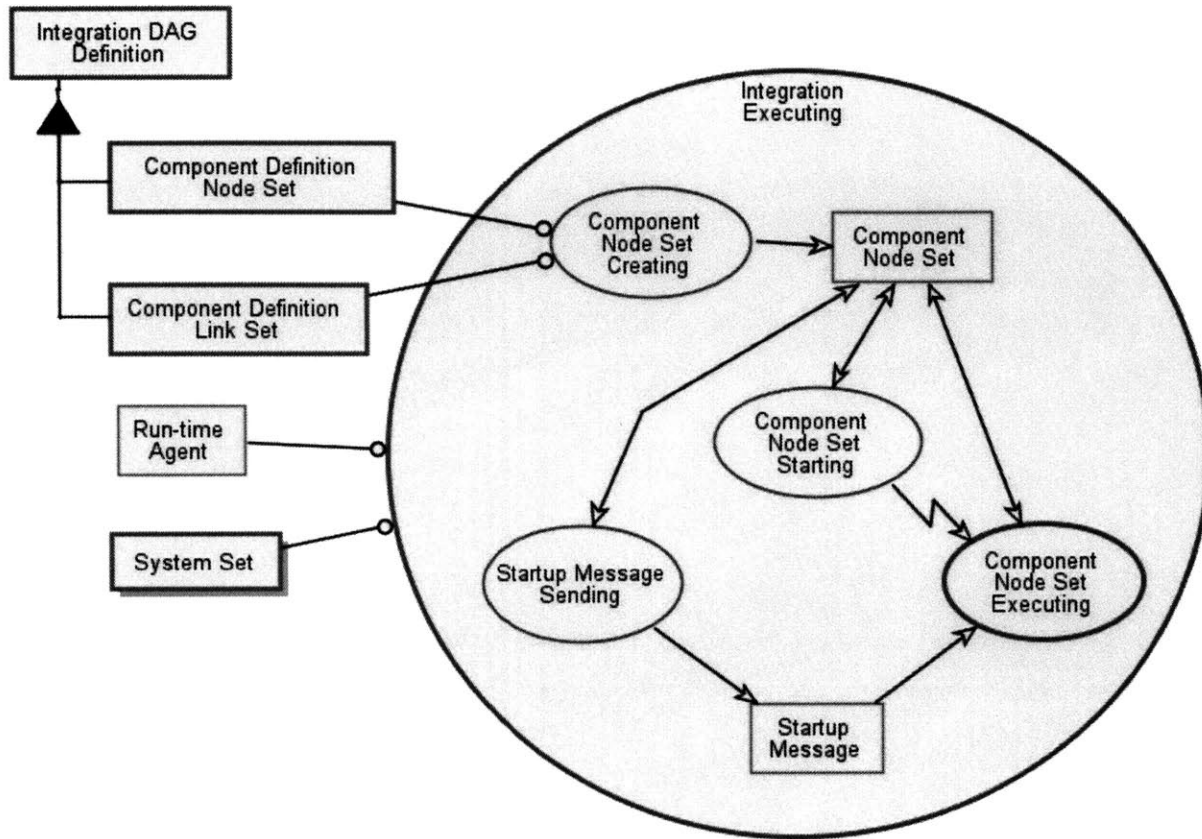 Integration DAG
Definition
Integration
Executing
Component Definition
Node Set
Component
Node Set
Creating
Component
Node Set
Component Definition
Link Set
Run-time
Agent
Component
Node Set
Starting
System Set
Startup Message
Sending
Component
Node Set
Executing
Startup
Message